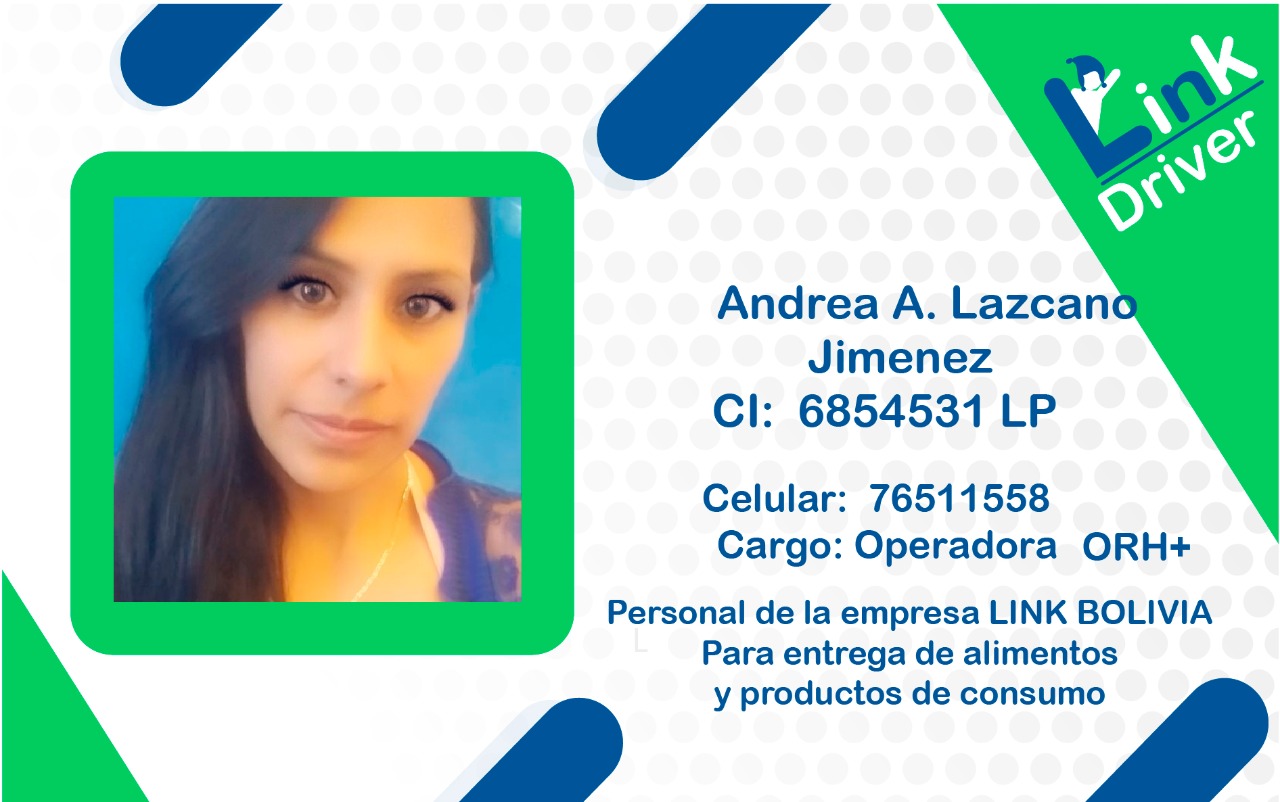 Link
Driver
Andrea A. Lazcano
Jimenez
CI: 6854531 LP
Celular: 76511558
Cargo: Operadora ORH+
Personal de la empresa LINK BOLIVIA
L
Para entrega de alimentos
y productos de consumo